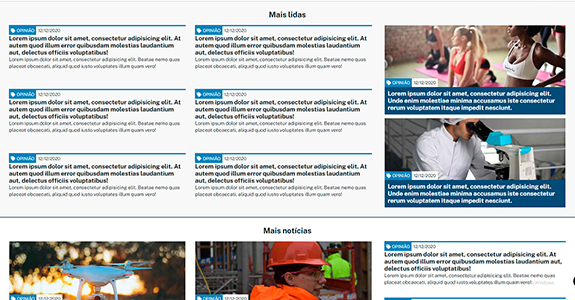 Mais lidas
OPINIÃO 12/12/2020
Lorem ipsum dolor sit amet, consectetur adipisicing elit. At
autem quod illum error quibusdam molestias laudantium
aut, delectus officiis voluptatibus!
Lorem ipsum dolor sit amet, consectetur adipisicing elit. Beatae nemo quas
placeat obcaecati, aliquid quod iusto voluptates illum quam vero!
OPINIÃO 12/12/2020
Lorem ipsum dolor sit amet, consectetur adipisicing elit. At
autem quod illum error quibusdam molestias laudantium
aut, delectus officiis voluptatibus!
Lorem ipsum dolor sit amet, consectetur adipisicing elit. Beatae nemo quas
placeat obcaecati, aliquid quod iusto voluptates illum quam vero!
OPINIÃO 12/12/2020
Lorem ipsum dolor sit amet, consectetur adipisicing elit.
Unde enim molestiae minima accusamus iste consectetur
rerum voluptatem itaque impedit nesciunt.
OPINIÃO 12/12/2020
Lorem ipsum dolor sit amet, consectetur adipisicing elit. At
autem quod illum error quibusdam molestias laudantium
aut, delectus officiis voluptatibus!
Lorem ipsum dolor sit amet, consectetur adipisicing elit. Beatae nemo quas
placeat obcaecati, aliquid quod iusto voluptates illum quam vero!
OPINIÃO 12/12/2020
Lorem ipsum dolor sit amet, consectetur adipisicing elit. At
autem quod illum error quibusdam molestias laudantium
aut, delectus officiis voluptatibus!
Lorem ipsum dolor sit amet, consectetur adipisicing elit. Beatae nemo quas
placeat obcaecati, aliquid quod iusto voluptates illum quam vero!
OPINIÃO 12/12/2020
Lorem ipsum dolor sit amet, consectetur adipisicing elit. At
autem quod illum error quibusdam molestias laudantium
aut, delectus officiis voluptatibus!
Lorem ipsum dolor sit amet, consectetur adipisicing elit. Beatae nemo quas
placeat obcaecati, aliquid quod iusto voluptates illum quam vero!
OPINIÃO 12/12/2020
Lorem ipsum dolor sit amet, consectetur adipisicing elit. At
autem quod illum error quibusdam molestias laudantium
aut, delectus officiis voluptatibus!
Lorem ipsum dolor sit amet, consectetur adipisicing elit. Beatae nemo quas
placeat obcaecati, aliquid quod iusto voluptates illum quam vero!
OPINIÃO 12/12/2020
Lorem ipsum dolor sit amet, consectetur adipisicing elit.
Unde enim molestiae minima accusamus iste consectetur
rerum voluptatem itaque impedit nesciunt.
Mais notícias
OPINIÃO 12/12/2020
OPINIÃO 12/12/2020
OPINIÃO 12/12/2020
Lorem ipsum dolor sit amet, consectetur adipisicing elit. At
autem quod illum error quibusdam molestias laudantium
aut, delectus officiis voluptatibus!
Lorem ipsum dolor sit amet, consectetur adipisicing elit. Beatae nemo quas
placeat obcaecati, aliquid quod iusto voluptates illum quam vero!
OPINIÃO 12/12/2020